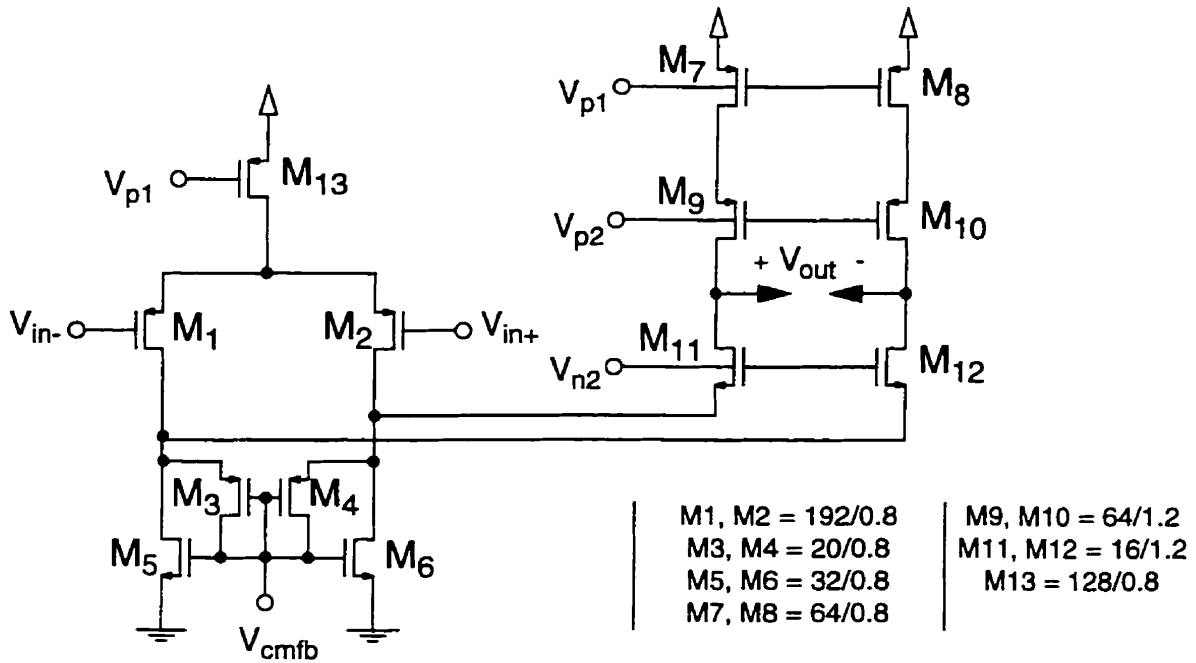 M7
Vp1
M8
M13
Vp1
M9
Vp2
M10
+ Vout -
Vin-
M1
M2
Vin+
M11
Vn2
M12
M3
M4
M5
M6
Vcmfb
M1, M2 = 192/0.8
M3, M4 = 20/0.8
M5, M6 = 32/0.8
M7, M8 = 64/0.8
M9, M10 = 64/1.2
M11, M12 = 16/1.2
M13 = 128/0.8